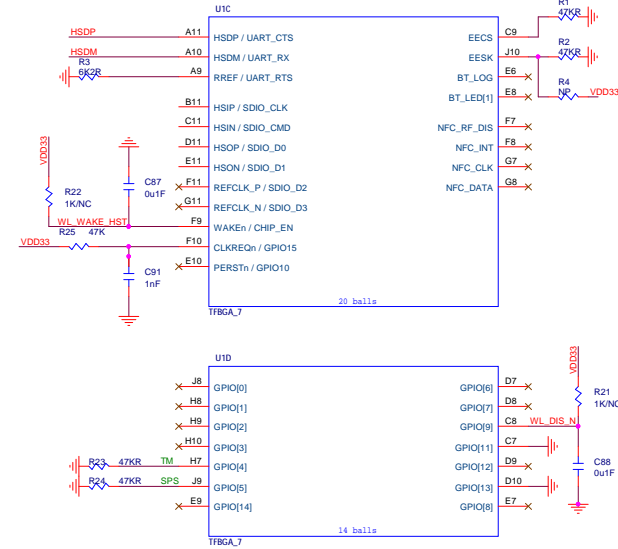 U1C
R1
47KR
HSDP
A11
HSDP / UART_CTS
EECS
C9
HSDM
A10
HSDM / UART_RX
EESK
J10
R2
47KR
R3
6K2R
A9
RREF / UART_RTS
BT_LOG
E6
R4
NP
VDD33
BT_LED[1]
E8
B11
HSIP / SDIO_CLK
C11
HSIN / SDIO_CMD
NFC_RF_DIS
F7
D11
HSOP / SDIO_D0
NFC_INT
F8
VDD33
E11
HSON / SDIO_D1
NFC_CLK
G7
C87
0u1F
F11
REFCLK_P / SDIO_D2
NFC_DATA
G8
R22
1K/NC
G11
REFCLK_N / SDIO_D3
WL_WAKE_HST
F9
WAKEn / CHIP_EN
R25
47K
VDD33
F10
CLKREQn / GPIO15
E10
PERSTn / GPIO10
C91
1nF
20 balls
TFBGA_7
U1D
VDD33
J8
GPIO[0]
GPIO[6]
D7
H8
GPIO[1]
GPIO[7]
D8
R21
1K/NC
H9
GPIO[2]
GPIO[9]
C8
WL_DIS_N
H10
GPIO[3]
GPIO[11]
C7
R23
47KR
TM
H7
GPIO[4]
GPIO[12]
D9
C88
0u1F
R24
47KR
SPS
J9
GPIO[5]
GPIO[13]
D10
E9
GPIO[14]
GPIO[8]
E7
14 balls
TFBGA_7